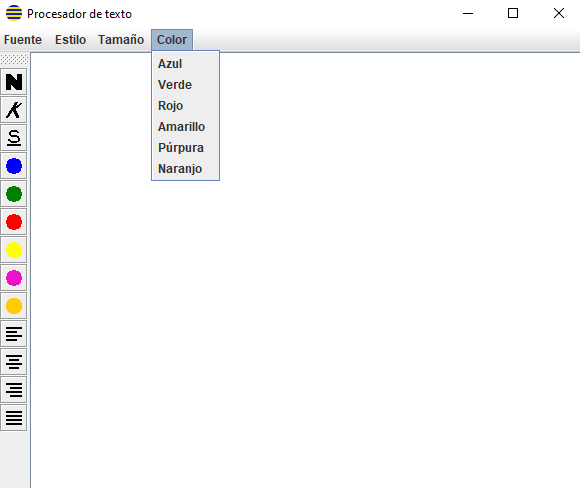 Procesador de texto
Fuente Estilo Tamaño Color
Azul
Verde
Rojo
Amarillo
Púrpura
Naranjo
N
K
S